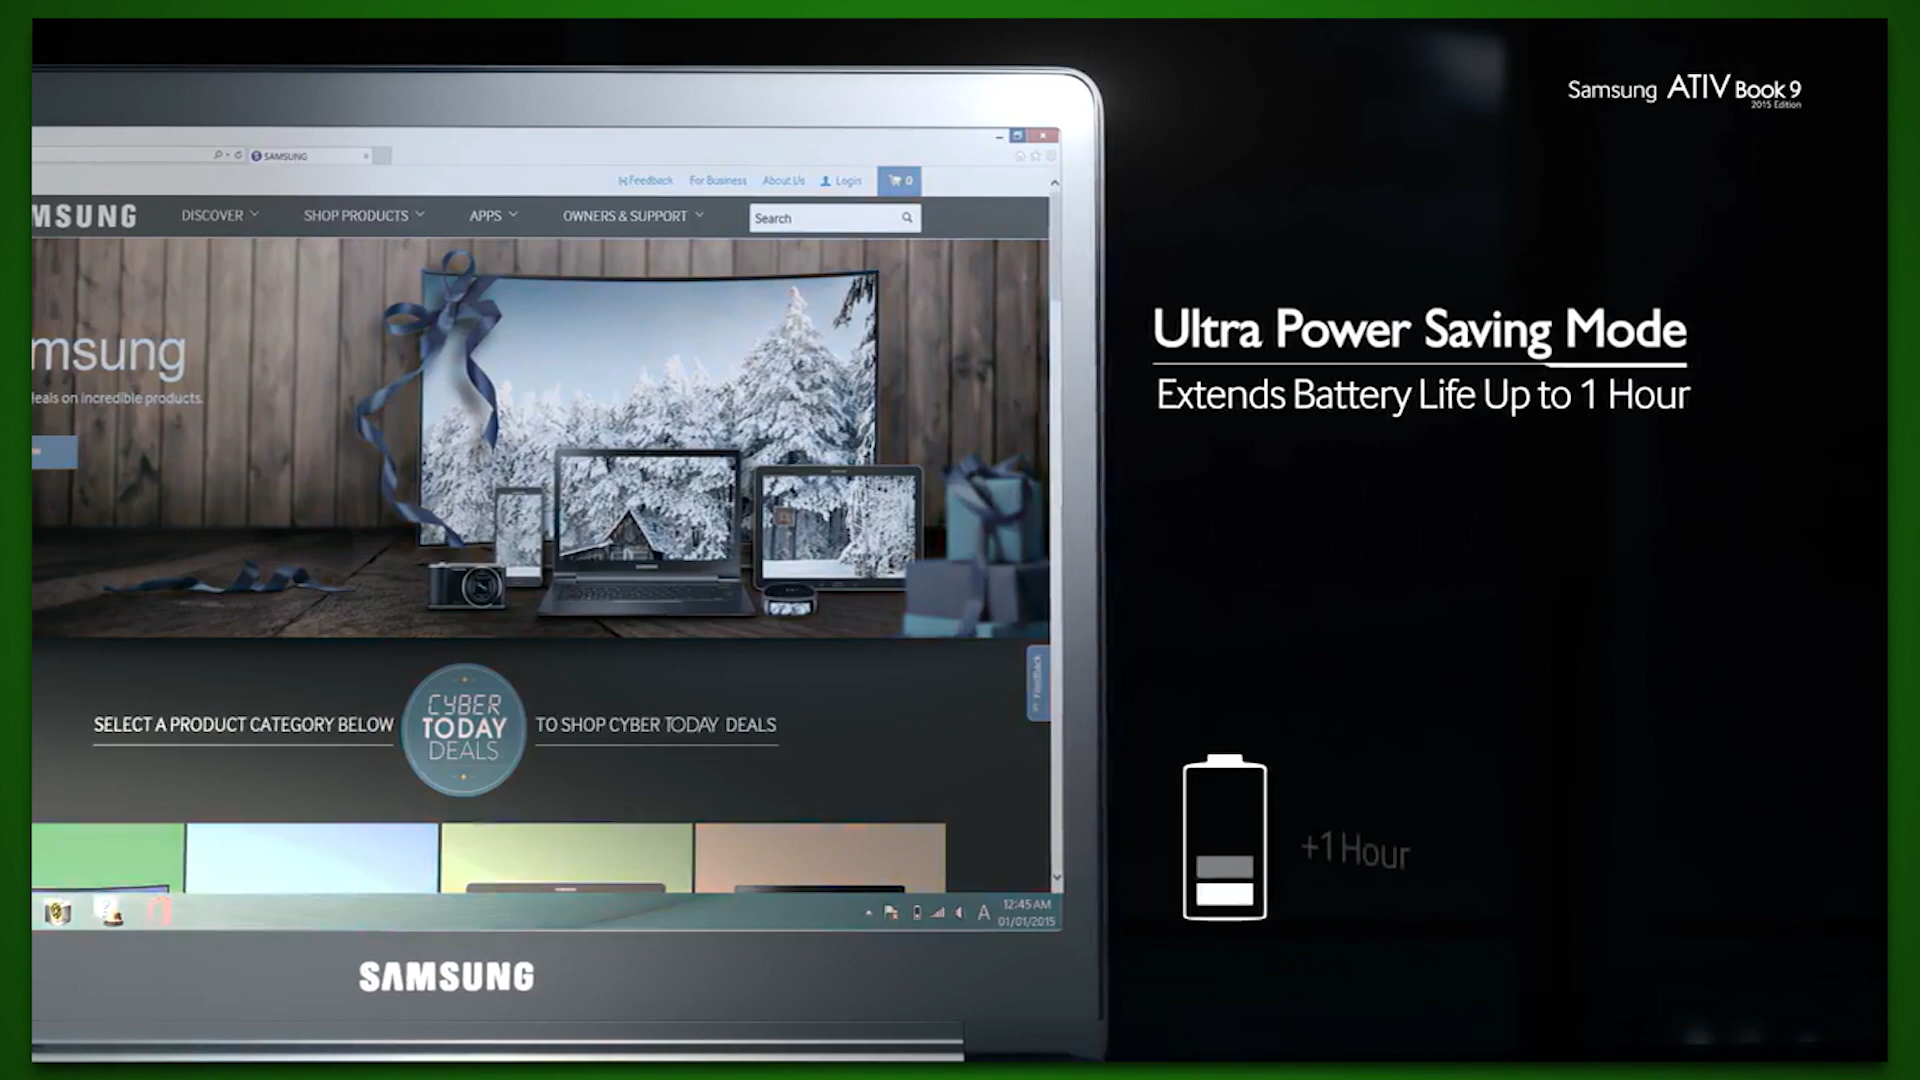 Samsung ATIV Book 9
2015 Edition
SAMSUNG
Feedback For Business About Us Login 0
MSUNG DISCOVER SHOP PRODUCTS APPS OWNERS & SUPPORT Search
msung
deals on incredible products.
Ultra Power Saving Mode
Extends Battery Life Up to 1 Hour
Feedback
SELECT A PRODUCT CATEGORY BELOW
CYBER
TODAY
DEALS
TO SHOP CYBER TODAY DEALS
+1 Hour
A 12:45 AM
01/01/2015
SAMSUNG